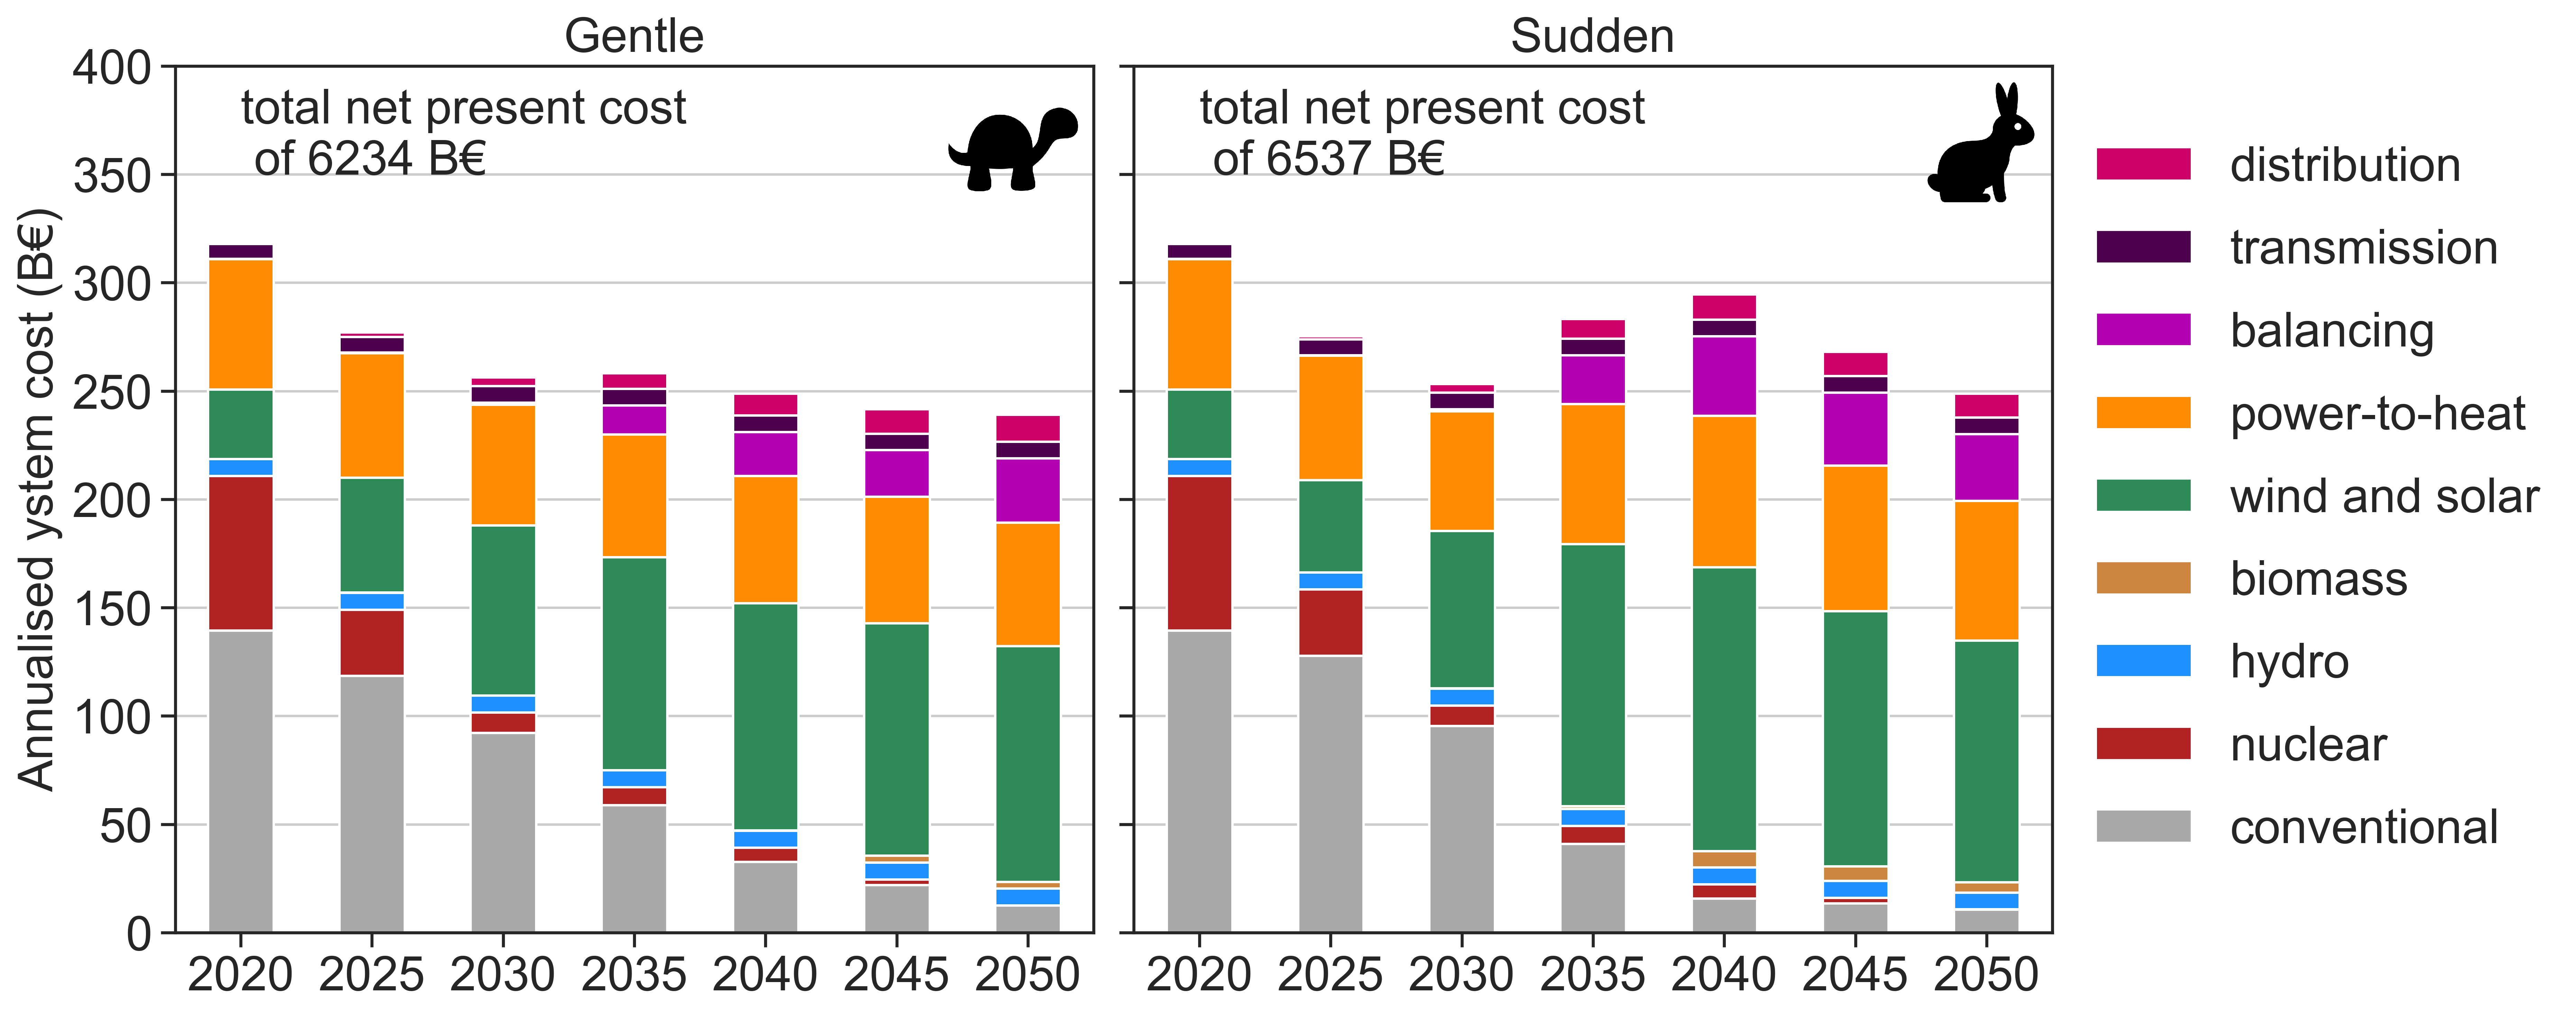 Gentle
Sudden
total net present cost
of 6234 B€
total net present cost
of 6537 B€
Annualised ystem cost (B€)
400
350
300
250
200
150
100
50
0
2020 2025 2030 2035 2040 2045 2050
2020 2025 2030 2035 2040 2045 2050
distribution
transmission
balancing
power-to-heat
wind and solar
biomass
hydro
nuclear
conventional